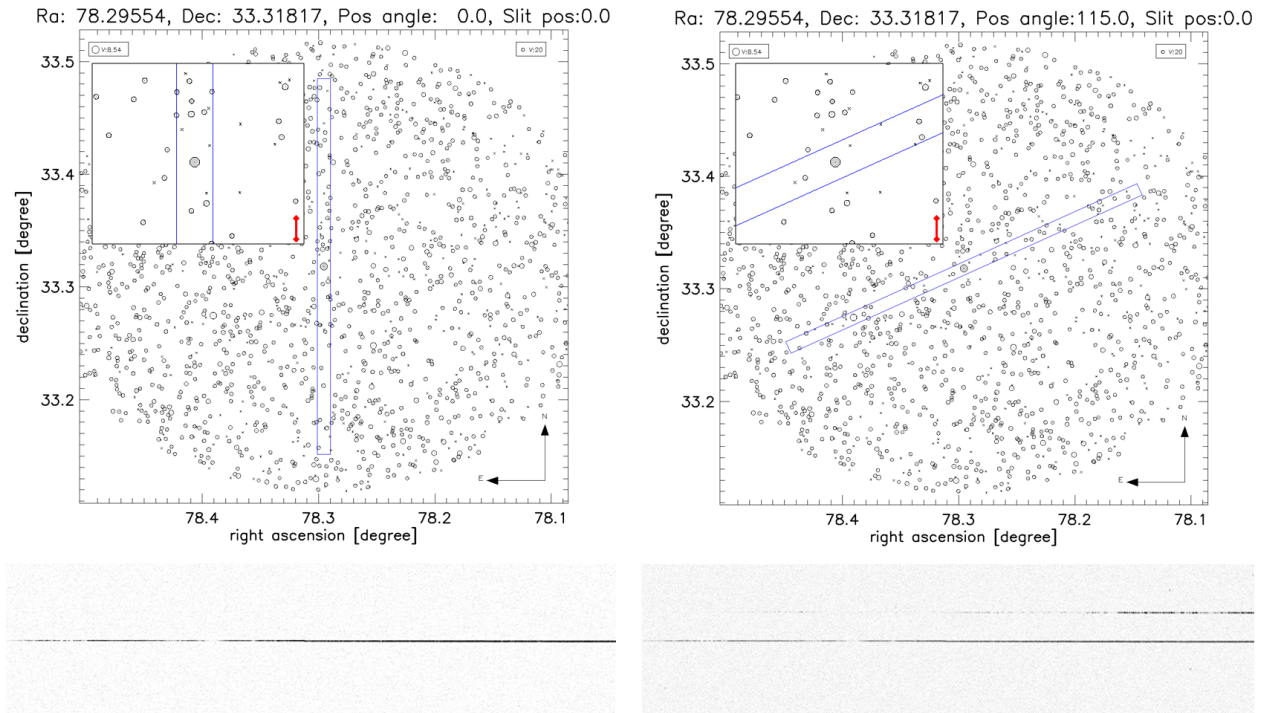 Ra: 78.29554, Dec: 33.31817, Pos angle: 0.0, Slit pos:0.0
V:8.54
V:20
33.5
33.4
33.3
33.2
declination [degree]
N
E
78.4 78.3 78.2 78.1
right ascension [degree]
Ra: 78.29554, Dec: 33.31817, Pos angle:115.0, Slit pos:0.0
V:8.54
V:20
33.5
33.4
33.3
33.2
declination [degree]
N
E
78.4 78.3 78.2 78.1
right ascension [degree]